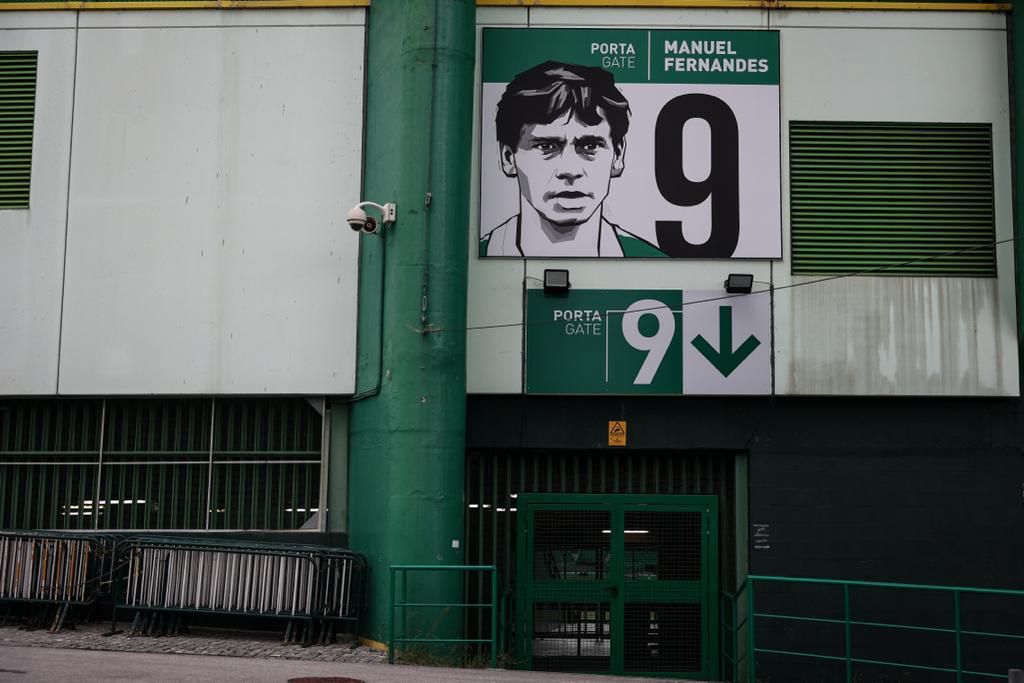 PORTA
GATE
MANUEL
FERNANDES
9
PORTA
GATE
9